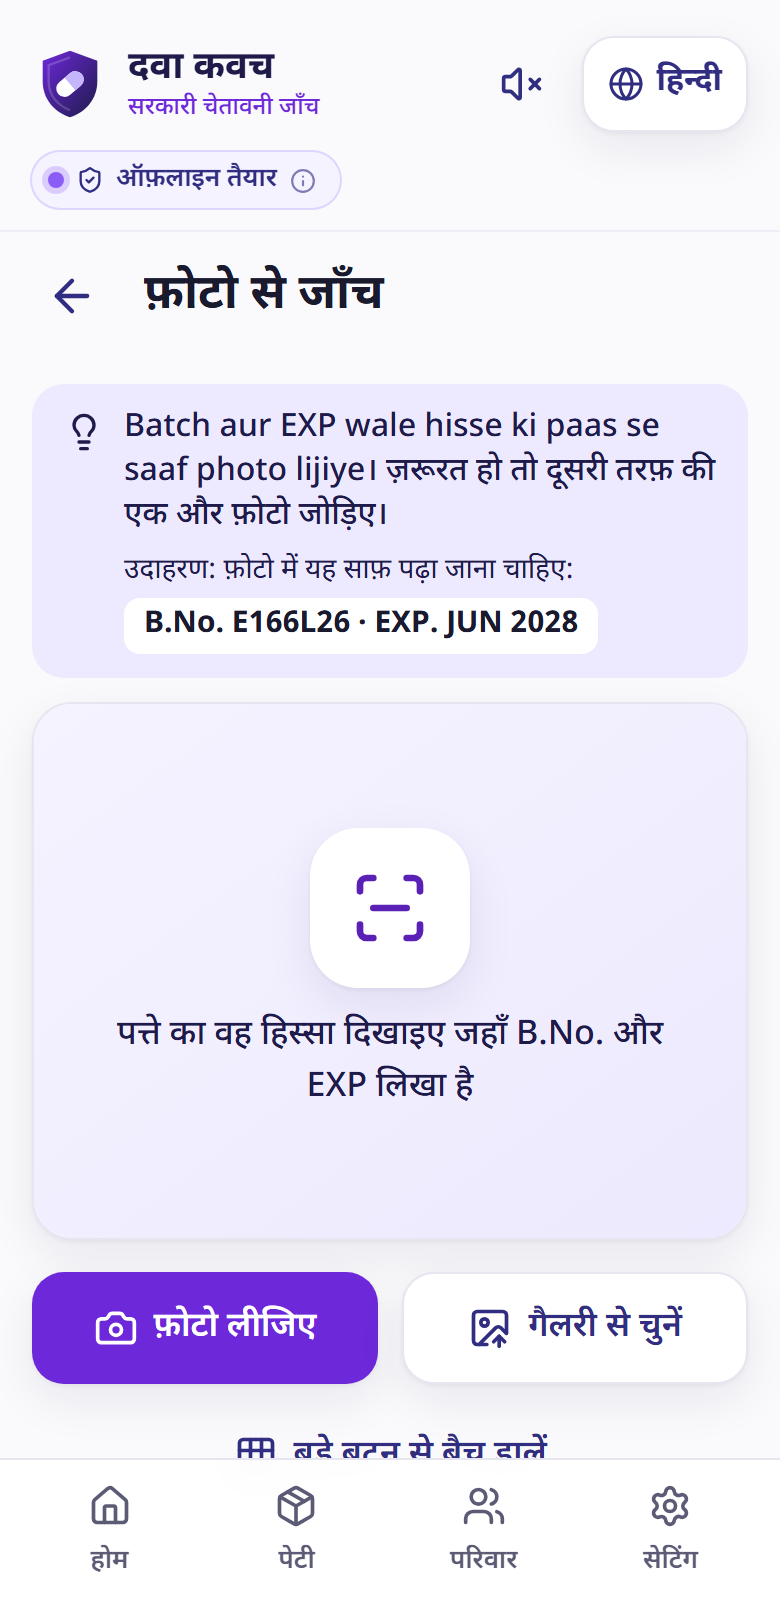 दवा कवच
सरकारी चेतावनी जाँच
हिन्दी
ऑफ़लाइन तैयार
फ़ोटो से जाँच
Batch aur EXP wale hisse ki paas se
saaf photo lijiye। ज़रूरत हो तो दूसरी तरफ़ की
एक और फ़ोटो जोड़िए।
उदाहरण: फ़ोटो में यह साफ़ पढ़ा जाना चाहिए:
B.No. E166L26 · EXP. JUN 2028
पत्ते का वह हिस्सा दिखाइए जहाँ B.No. और
EXP लिखा है
फ़ोटो लीजिए
गैलरी से चुनें
बड़े बटन से बैच डालें
होम
पेटी
परिवार
सेटिंग